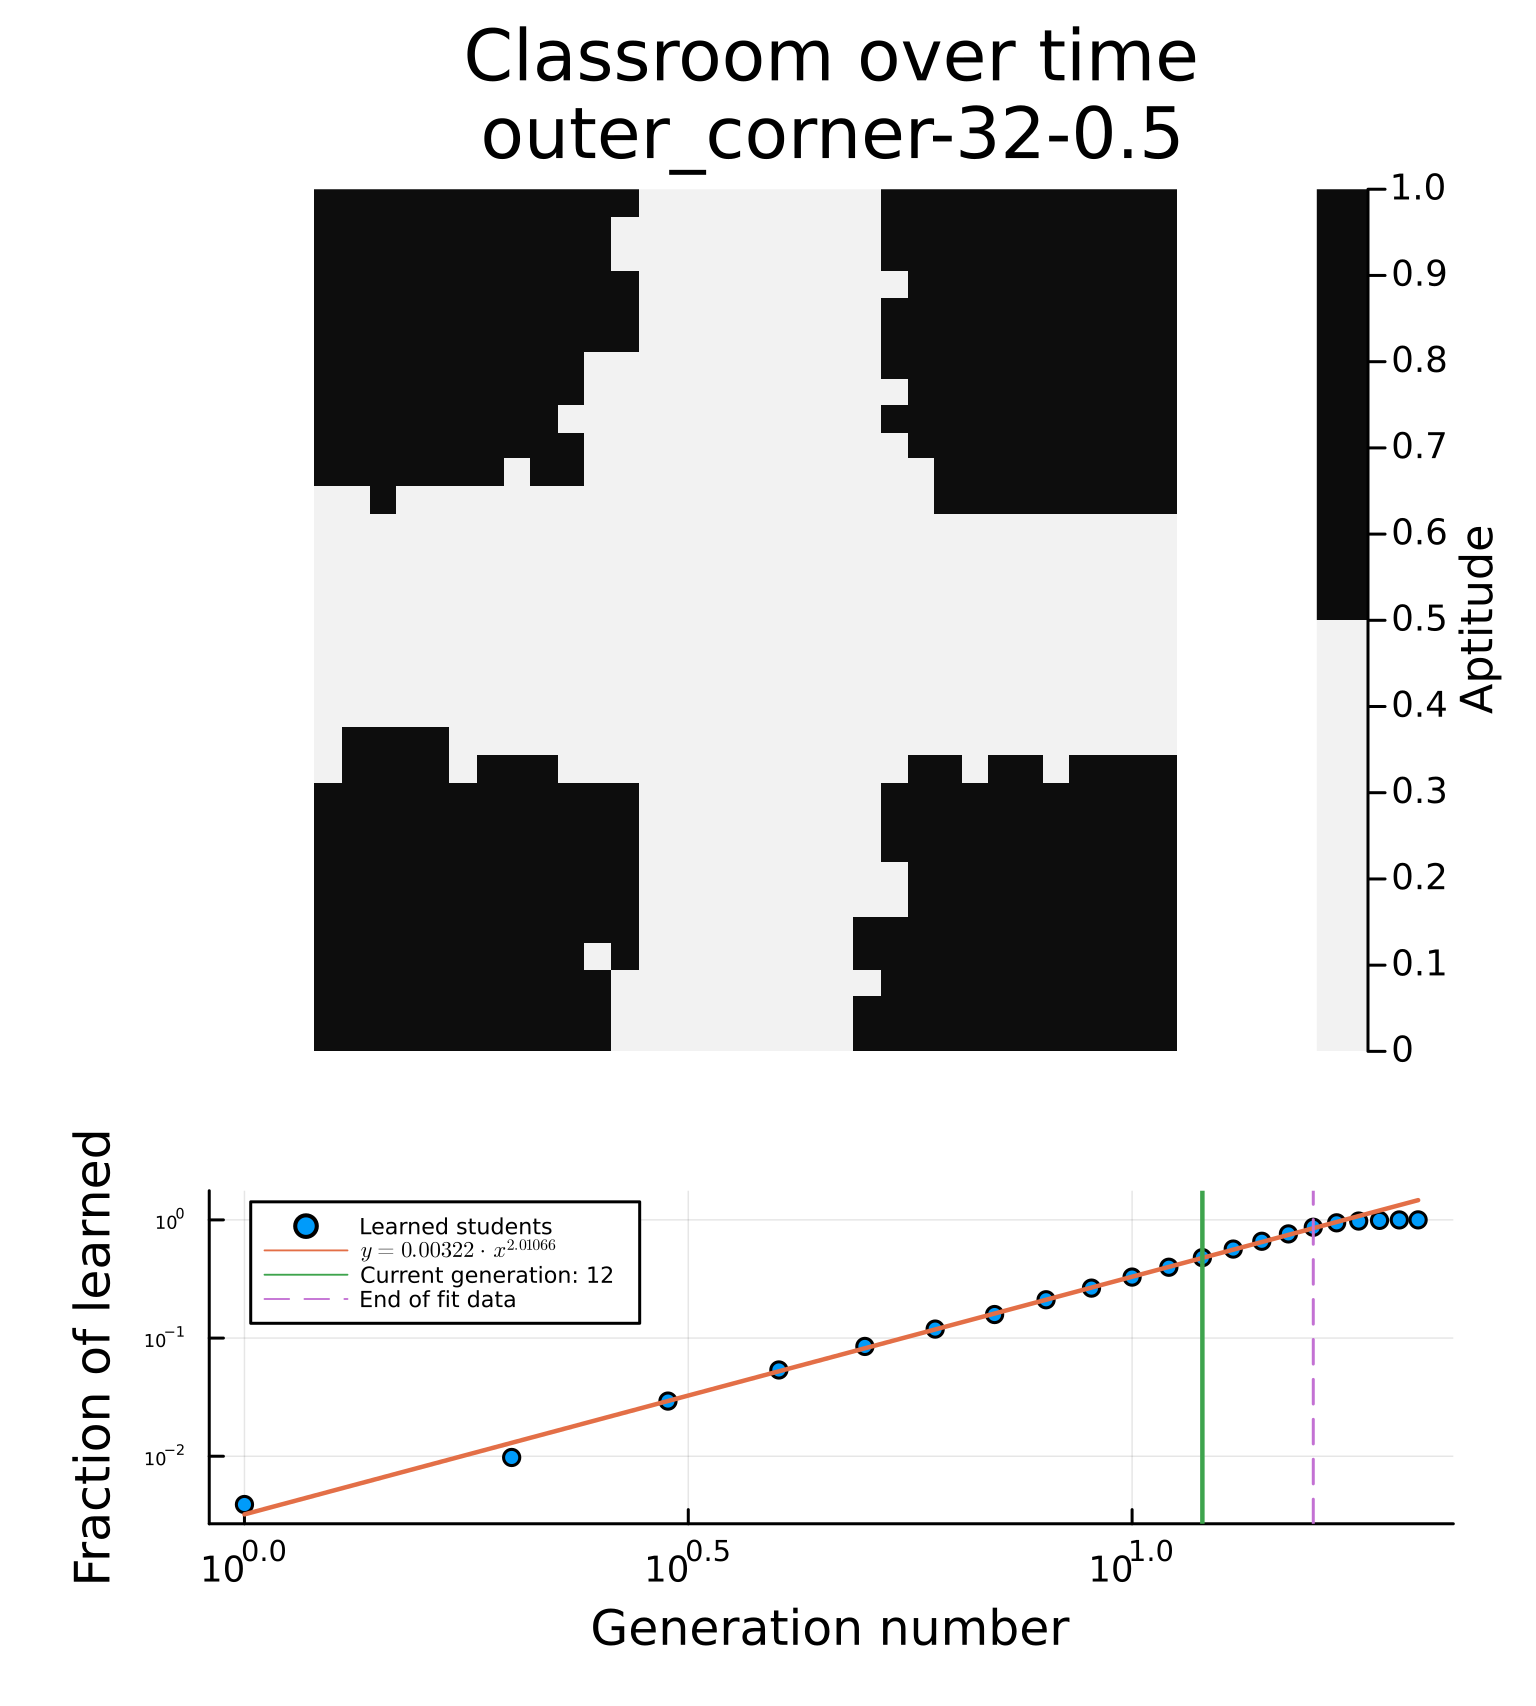 Classroom over time
outer_corner-32-0.5
1.0
0.9
0.8
0.7
0.6
0.5
0.4
0.3
0.2
0.1
0
Aptitude
Fraction of learned
10^0
10^−1
10^−2
Learned students
y = 0.00322 · x^2.01066
Current generation: 12
End of fit data
10^0.0
10^0.5
10^1.0
Generation number